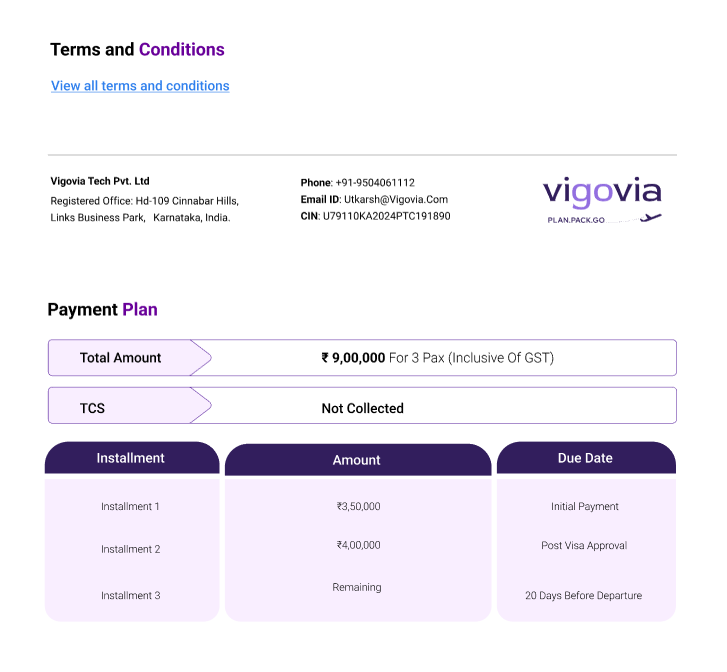 Terms and Conditions
View all terms and conditions
Vigovia Tech Pvt. Ltd
Registered Office: Hd-109 Cinnabar Hills,
Links Business Park, Karnataka, India.
Phone: +91-9504061112
Email ID: Utkarsh@Vigovia.Com
CIN: U79110KA2024PTC191890
vigovia
PLAN.PACK.GO
Payment Plan
Total Amount ₹ 9,00,000 For 3 Pax (Inclusive Of GST)
TCS Not Collected
Installment Amount Due Date
Installment 1 ₹3,50,000 Initial Payment
Installment 2 ₹4,00,000 Post Visa Approval
Installment 3 Remaining 20 Days Before Departure